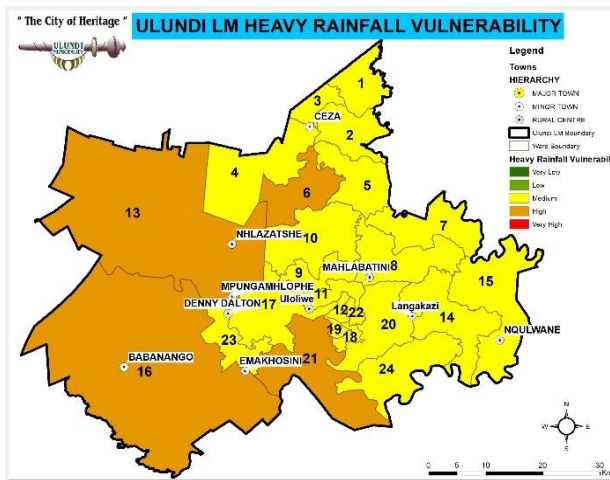 " The City of Heritage"
ULUNDI
MUNICIPALITY
ULUNDI LM HEAVY RAINFALL VULNERABILITY
Legend
Towns
HIERARCHY
MAJOR TOWN
MINOR TOWN
RURAL CENTRE
Ulundi LM Boundary
Ward Boundary
Heavy Rainfall Vulnerabil
Very Low
Low
Medium
High
Very High
1
3
CEZA
2
4
6
5
13
7
NHLAZATSHE
10
8
15
9
MAHLABATINI
MPUNGAMHLOPHE
11
DENNY DALTON
17
Uloliwe
12
22
Langakazi
20
14
19
18
23
NQULWANE
BABANANGO
16
EMAKHOSINI
21
24
N
W
E
S
0 5 10 20 30
Km